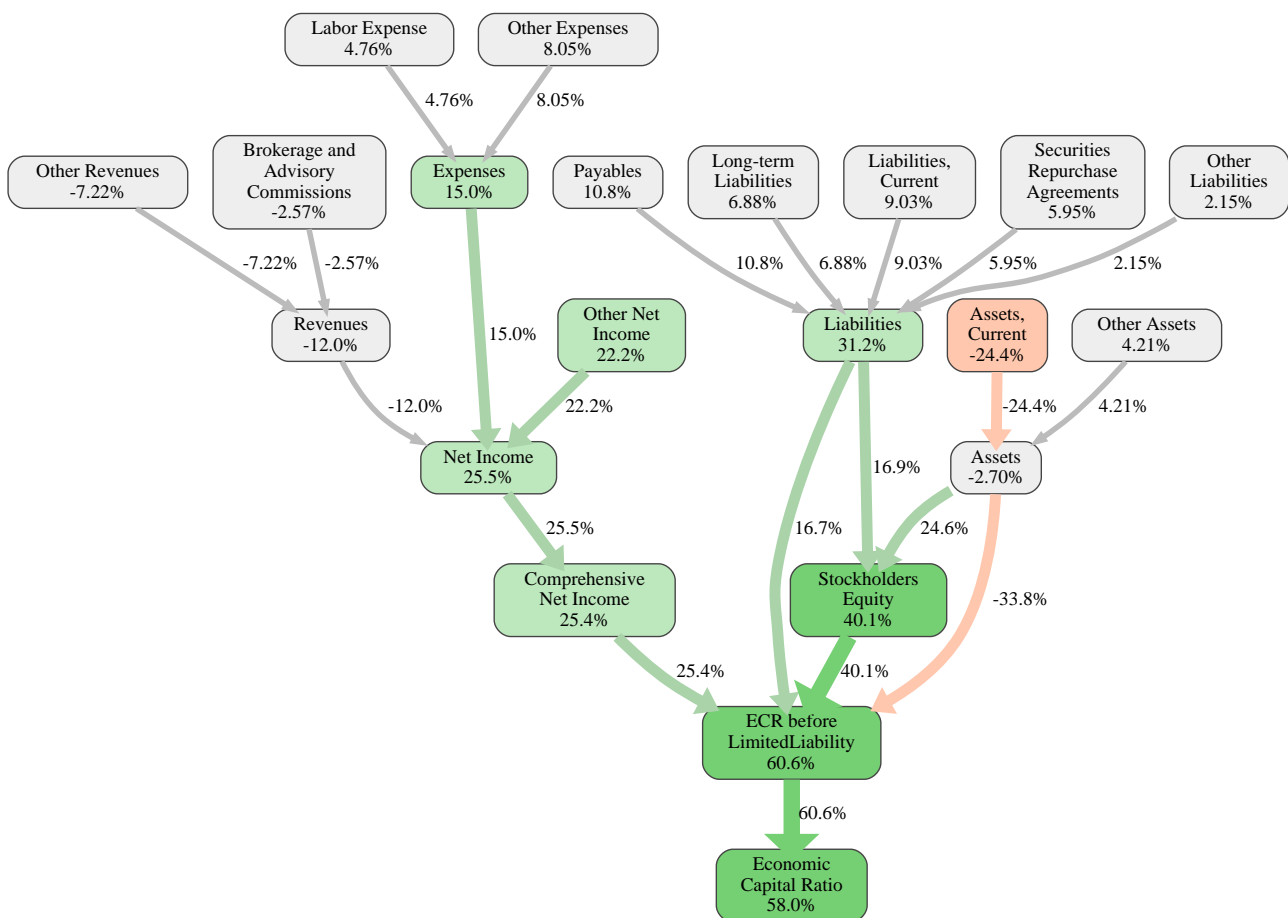 Labor Expense
4.76%
Other Expenses
8.05%
4.76%
8.05%
Other Revenues
-7.22%
Brokerage and
Advisory
Commissions
-2.57%
Expenses
15.0%
Payables
10.8%
Long-term
Liabilities
6.88%
Liabilities,
Current
9.03%
Securities
Repurchase
Agreements
5.95%
Other
Liabilities
2.15%
-7.22%
-2.57%
10.8%
6.88%
9.03%
5.95%
2.15%
Revenues
-12.0%
15.0%
Other Net
Income
22.2%
Liabilities
31.2%
Assets,
Current
-24.4%
Other Assets
4.21%
-12.0%
22.2%
-24.4%
4.21%
Net Income
25.5%
16.9%
Assets
-2.70%
25.5%
16.7%
24.6%
Comprehensive
Net Income
25.4%
Stockholders
Equity
40.1%
-33.8%
25.4%
40.1%
ECR before
LimitedLiability
60.6%
60.6%
Economic
Capital Ratio
58.0%